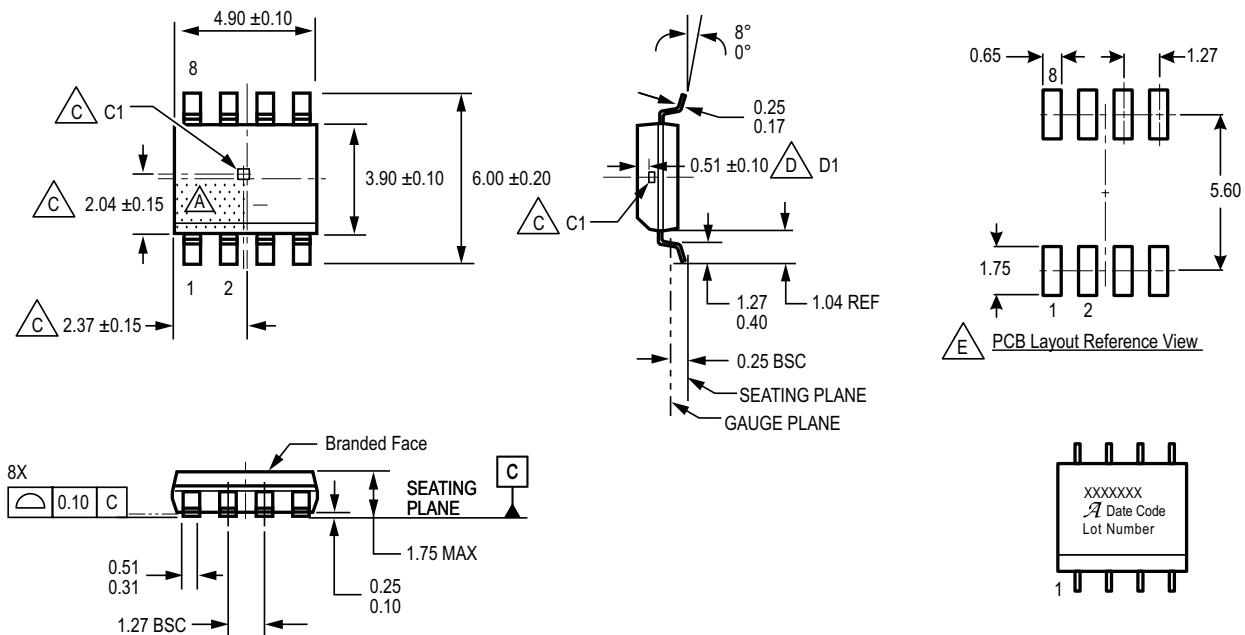 4.90 ±0.10
8
C C1
3.90 ±0.10
6.00 ±0.20
C
2.04 ±0.15
A
1 2
C 2.37 ±0.15
8°
0°
0.25
0.17
0.51 ±0.10 D D1
C C1
1.27
0.40
1.04 REF
0.25 BSC
SEATING PLANE
GAUGE PLANE
0.65
8
1.27
5.60
1.75
1 2
E PCB Layout Reference View
Branded Face
8X
0.10 C
SEATING
PLANE
C
1.75 MAX
0.51
0.31
0.25
0.10
1.27 BSC
XXXXXXX
A Date Code
Lot Number
1